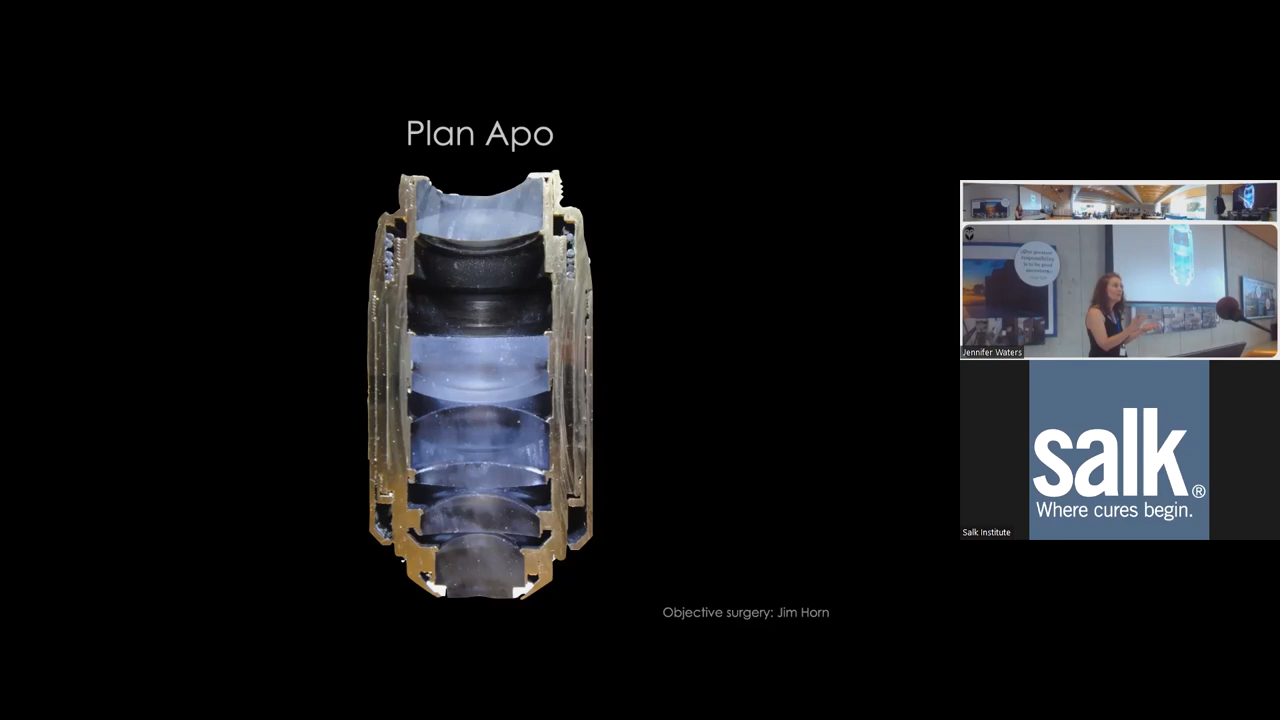 Plan Apo
Objective surgery: Jim Horn
Jennifer Waters
salk®
Where cures begin.
Salk Institute